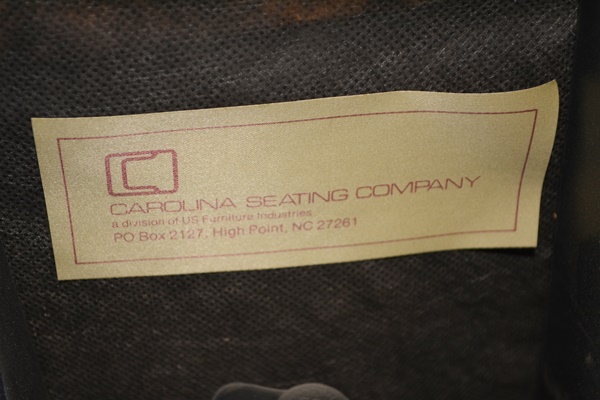 CAROLINA SEATING COMPANY
a division of US Furniture Industries
PO Box 2127, High Point, NC 27261